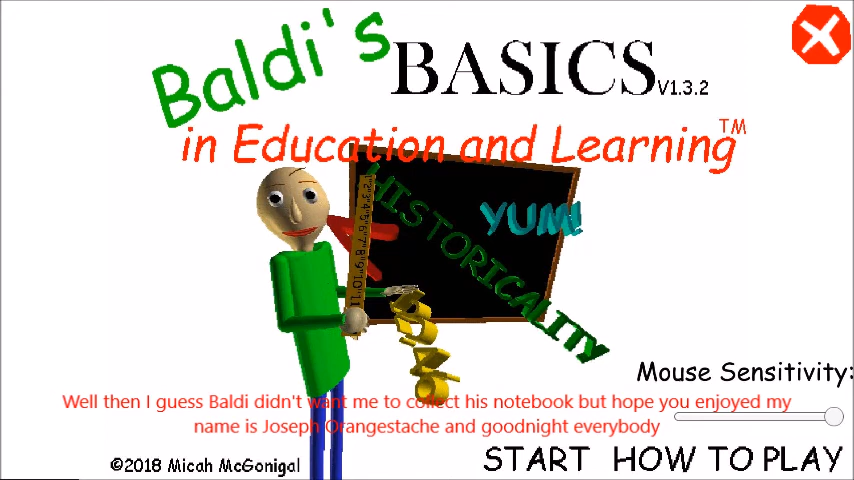 Baldi's
BASICS V1.3.2
in Education and Learning TM
HISTORICALITY
YUM!
Mouse Sensitivity:
Well then I guess Baldi didn't want me to collect his notebook but hope you enjoyed my
name is Joseph Orangestache and goodnight everybody
©2018 Micah McGonigal
START HOW TO PLAY